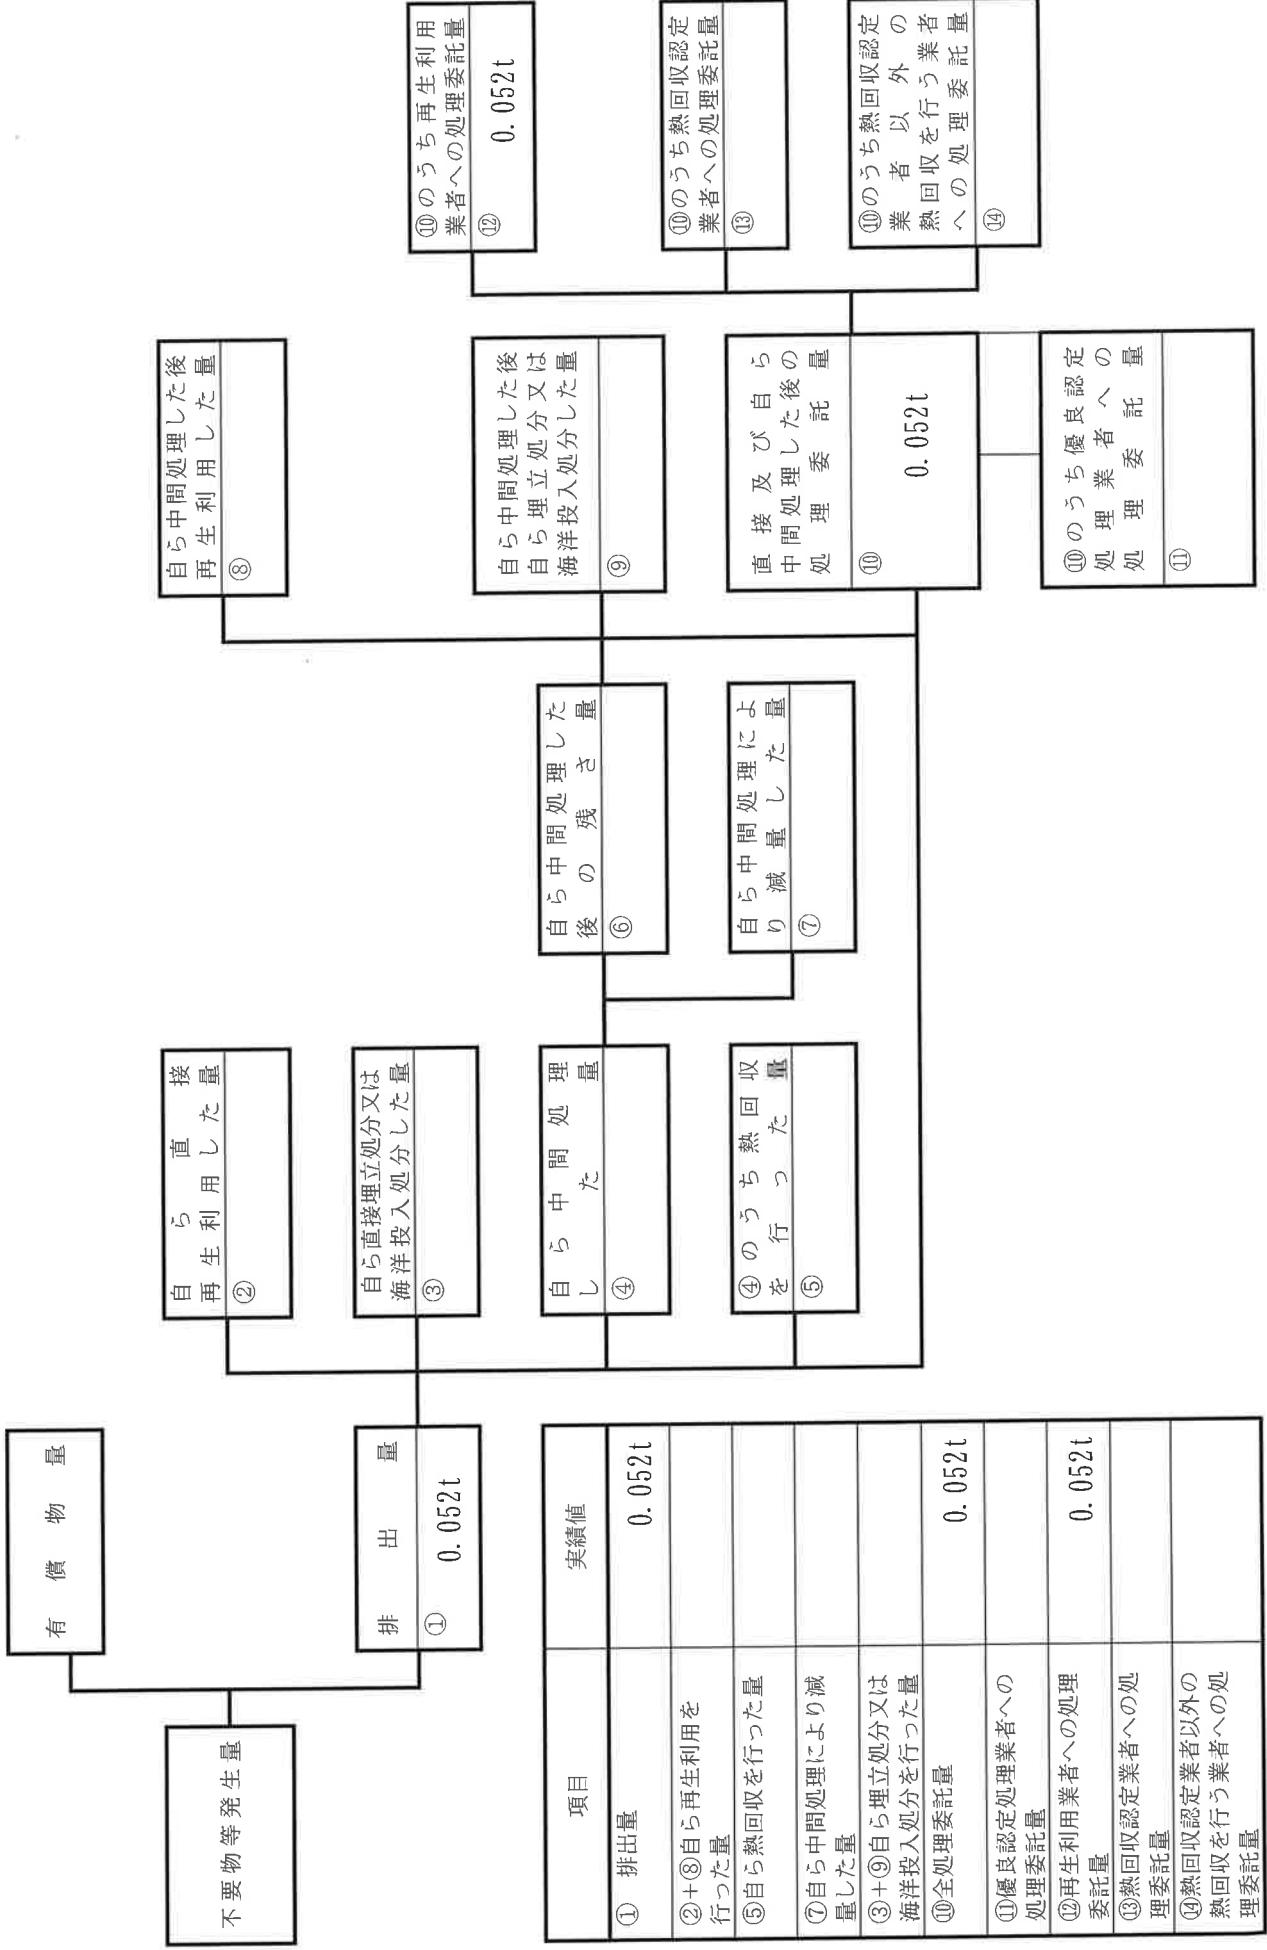 不要物等発生量
有償物量
排出量
① 0.052t
自ら直接
再生利用した量
②
自ら直接埋立処分又は
海洋投入処分した量
③
自ら中間処理
した量
④
④のうち熱回収
を行った量
⑤
自ら中間処理した
後の残さ量
⑥
自ら中間処理によ
り減量した量
⑦
自ら中間処理した後
再生利用した量
⑧
自ら中間処理した後
自ら埋立処分又は
海洋投入処分した量
⑨
直接及び自ら
中間処理した後の
処理委託量
⑩
0.052t
⑩のうち優良認定
処理業者への
処理委託量
⑪
⑩のうち再生利用
業者への処理委託量
⑫ 0.052t
⑩のうち熱回収認定
業者への処理委託量
⑬
⑩のうち熱回収認定
業者以外の
熱回収を行う業者
への処理委託量
⑭
項目 実績値
① 排出量 0.052t
②+⑧自ら再生利用を
行った量
⑤自ら熱回収を行った量
⑦自ら中間処理により減
量した量
③+⑨自ら埋立処分又は
海洋投入処分を行った量
⑩全処理委託量 0.052t
⑪優良認定処理業者への
処理委託量
⑫再生利用業者への処理 0.052t
委託量
⑬熱回収認定業者への処
理委託量
⑭熱回収認定業者以外の
熱回収を行う業者への処
理委託量